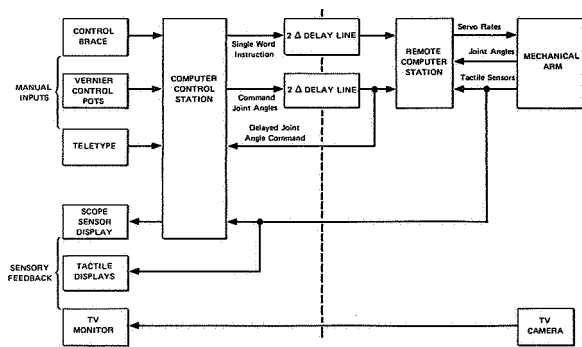 CONTROL
BRACE
MANUAL
INPUTS
VERNIER
CONTROL
POTS
TELETYPE
COMPUTER
CONTROL
STATION
Single Word
Instruction
2 Δ DELAY LINE
Command
Joint Angles
2 Δ DELAY LINE
Delayed Joint
Angle Command
REMOTE
COMPUTER
STATION
Servo Rates
Joint Angles
Tactile Sensors
MECHANICAL
ARM
SENSORY
FEEDBACK
SCOPE
SENSOR
DISPLAY
TACTILE
DISPLAYS
TV
MONITOR
TV
CAMERA